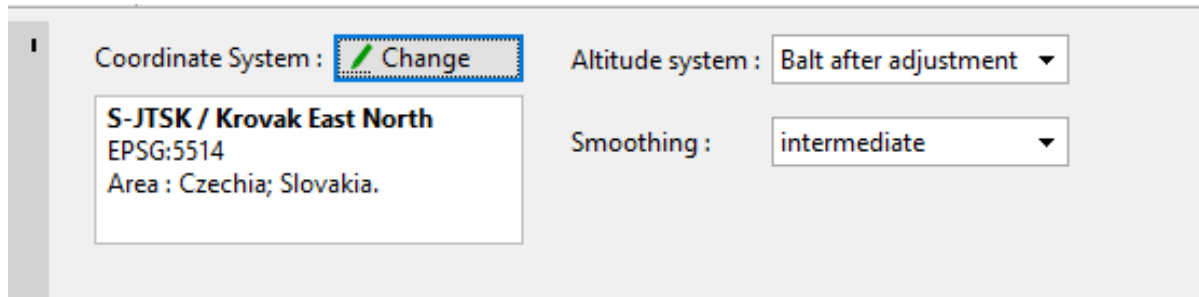 Coordinate System : Change
Altitude system : Balt after adjustment
S-JTSK / Krovak East North
EPSG:5514
Area : Czechia; Slovakia.
Smoothing : intermediate